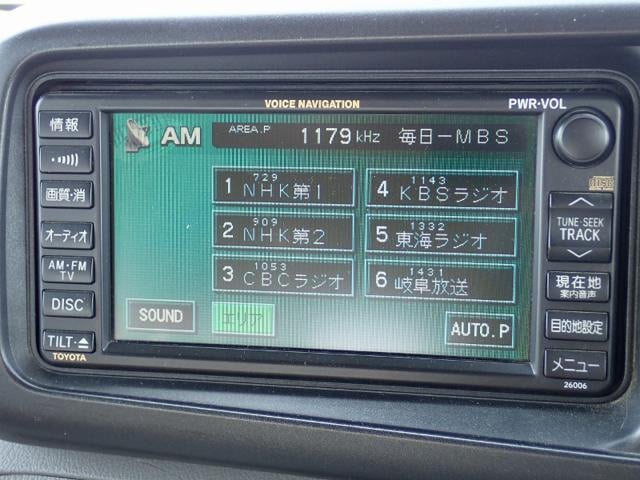 VOICE NAVIGATION
PWR·VOL
情報
画質·消
オーディオ
AM·FM
TV
DISC
TILT·⏏
TOYOTA
AM
AREA.P
1179 kHz 毎日ーMBS
729
1 NHK第1
909
2 NHK第2
1053
3 CBCラジオ
1143
4 KBSラジオ
1332
5 東海ラジオ
1431
6 岐阜放送
SOUND
エリア
AUTO.P
DISC
TUNE·SEEK
TRACK
現在地
案内音声
目的地設定
メニュー
26006